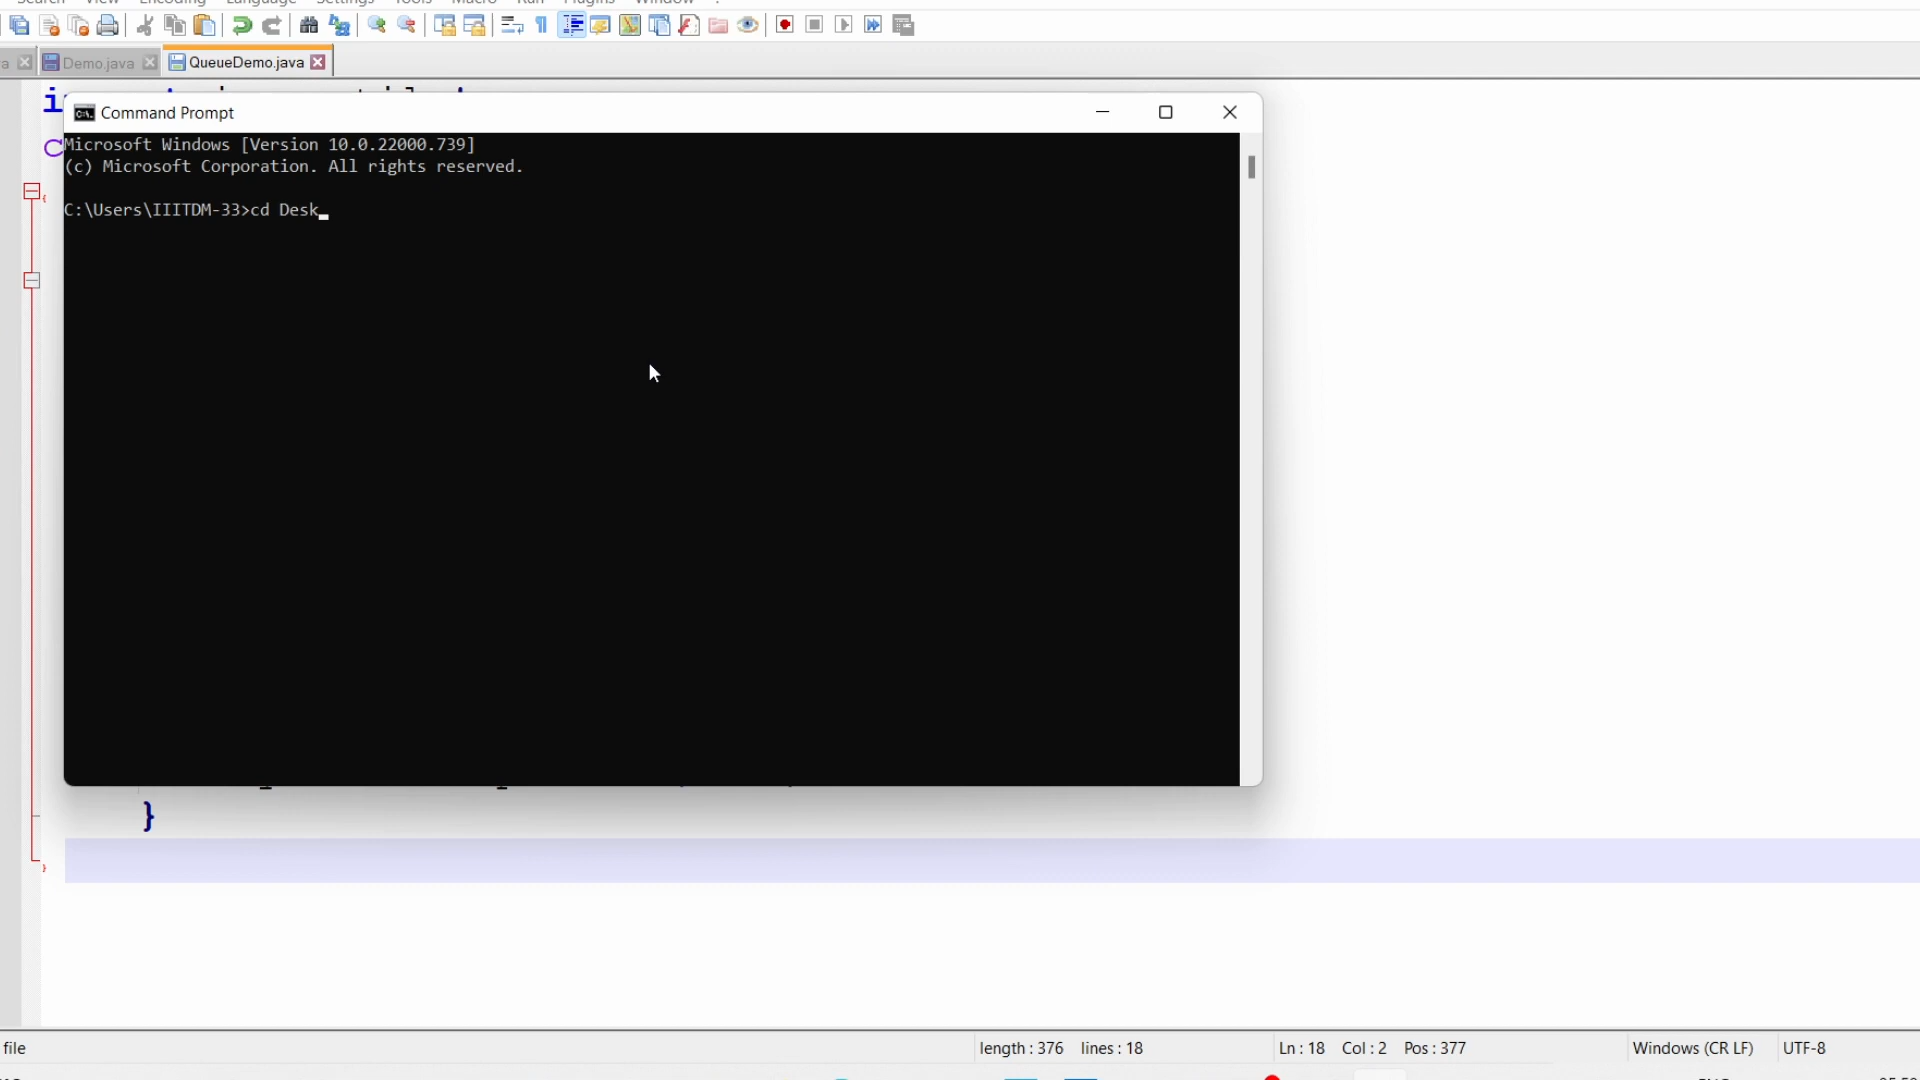 Search View Encoding Language Settings Tools Macro Run Plugins Window ?
a Demo.java QueueDemo.java
Command Prompt
Microsoft Windows [Version 10.0.22000.739]
(c) Microsoft Corporation. All rights reserved.
C:\Users\IIITDM-33>cd Desk
}
}
file length : 376 lines : 18 Ln : 18 Col : 2 Pos : 377 Windows (CR LF) UTF-8